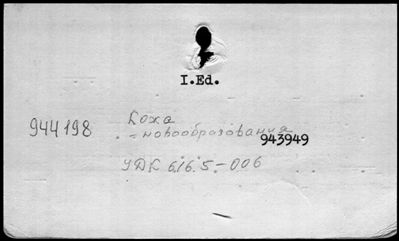 I.Ed.
944198 Кожа
- новообразования
943949
УДК 616.5-006